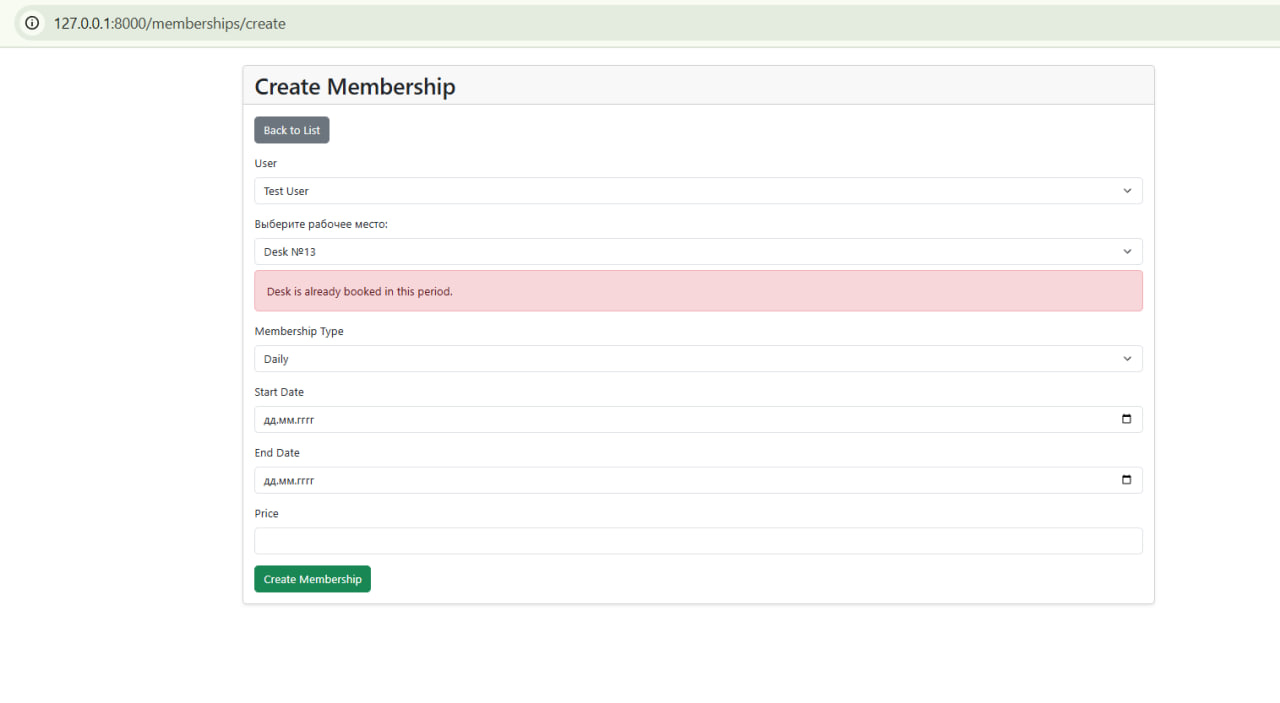 127.0.0.1:8000/memberships/create
Create Membership
Back to List
User
Test User
Выберите рабочее место:
Desk №13
Desk is already booked in this period.
Membership Type
Daily
Start Date
дд.мм.гггг
End Date
дд.мм.гггг
Price
Create Membership